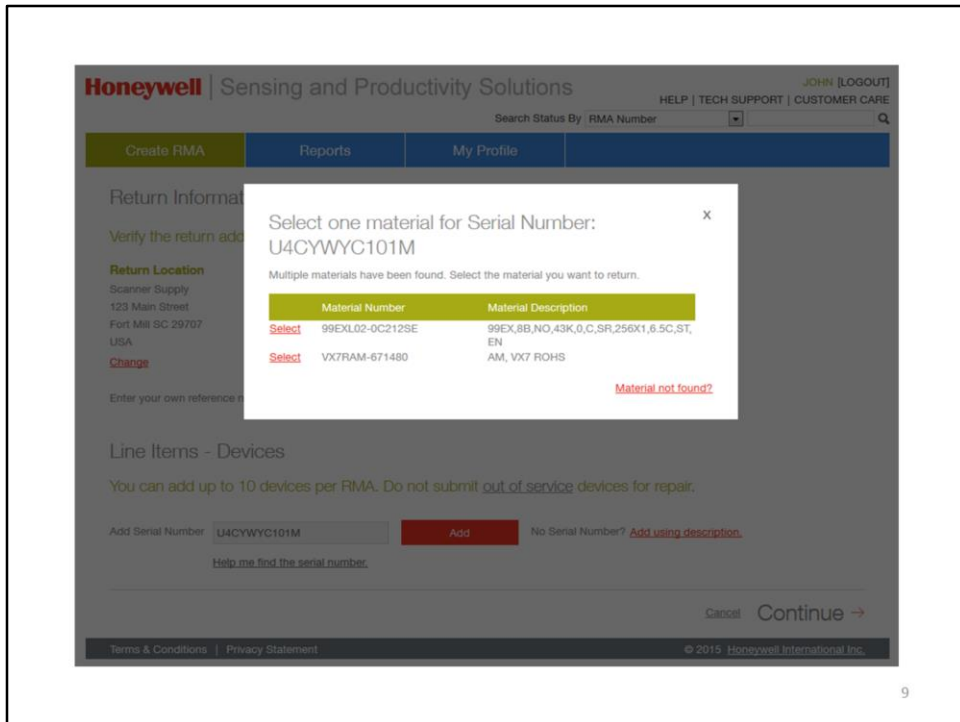 Honeywell | Sensing and Productivity Solutions
JOHN [LOGOUT]
HELP | TECH SUPPORT | CUSTOMER CARE
Search Status By RMA Number
Create RMA Reports My Profile
Return Informat
Verify the return add
Return Location
Scanner Supply
123 Main Street
Fort Mill SC 29707
USA
Change
Enter your own reference n
Select one material for Serial Number:
U4CYWYC101M
X
Multiple materials have been found. Select the material you want to return.
Material Number Material Description
Select 99EXL02-0C212SE 99EX,8B,NO,43K,0,C,SR,256X1,6.5C,ST,
EN
Select VX7RAM-671480 AM, VX7 ROHS
Material not found?
Line Items - Devices
You can add up to 10 devices per RMA. Do not submit out of service devices for repair.
Add Serial Number U4CYWYC101M Add No Serial Number? Add using description.
Help me find the serial number.
Cancel Continue →
Terms & Conditions | Privacy Statement © 2015 Honeywell International Inc.
9